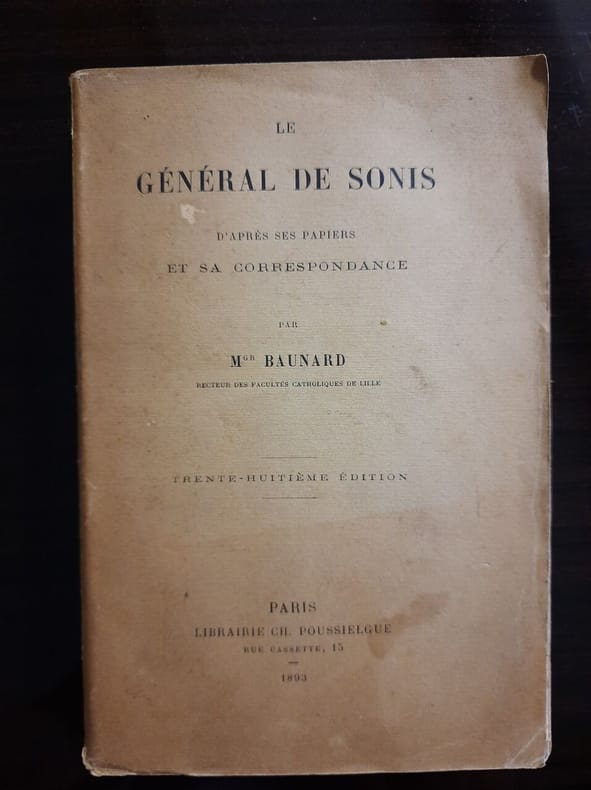 LE
GÉNÉRAL DE SONIS
D'APRÈS SES PAPIERS
ET SA CORRESPONDANCE
PAR
MGR BAUNARD
RECTEUR DES FACULTÉS CATHOLIQUES DE LILLE
TRENTE-HUITIÈME ÉDITION
PARIS
LIBRAIRIE CH. POUSSIELGUE
RUE CASSETTE, 15
1893